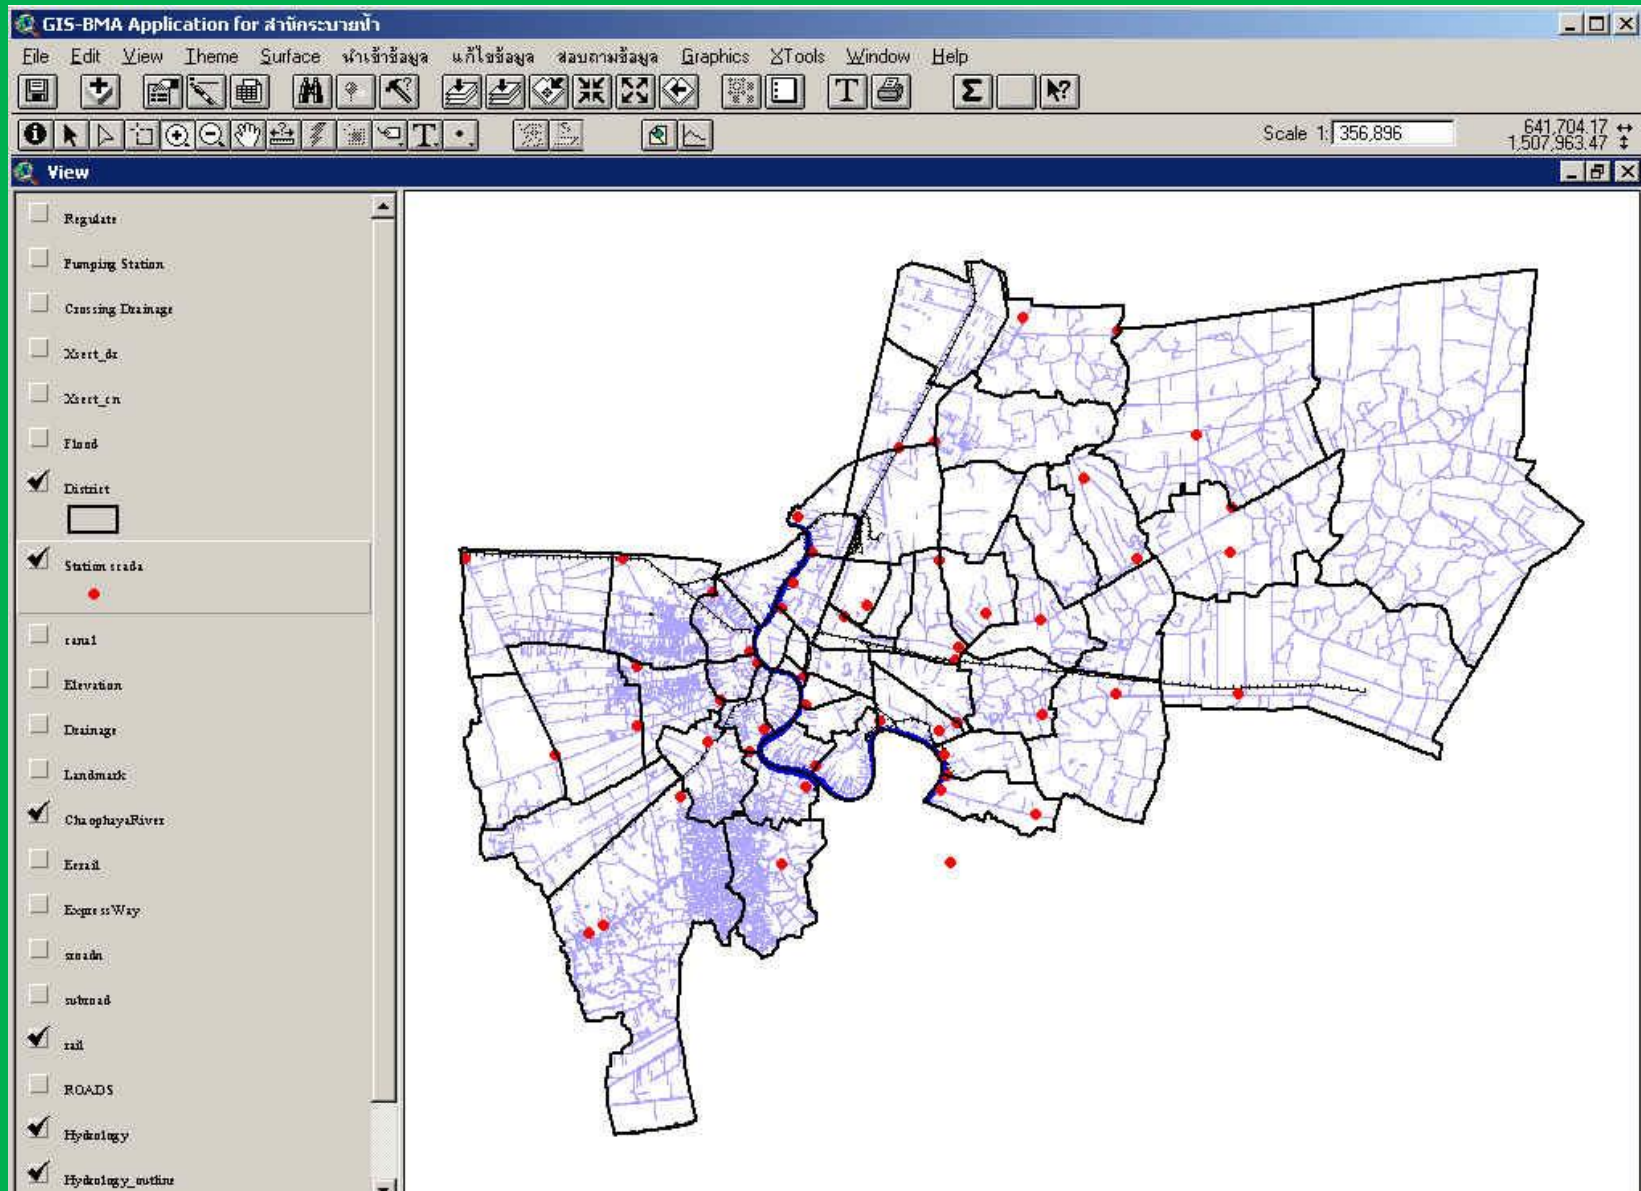 GIS-BMA Application for สำนักระบายน้ำ
File Edit View Theme Surface นำเข้าข้อมูล แก้ไขข้อมูล สอบถามข้อมูล Graphics XTools Window Help
Scale 1: 356,896
641,704.17
1,507,963.47
View
Regulate
Pumping Station
Crossing Drainage
Xsert_dr
Xsert_cn
Flood
District
Station scada
canal
Elevation
Drainage
Landmark
ChaophayaRiver
Eerail
ExpressWay
sroadn
subroad
rail
ROADS
Hydrology
Hydrology_outline